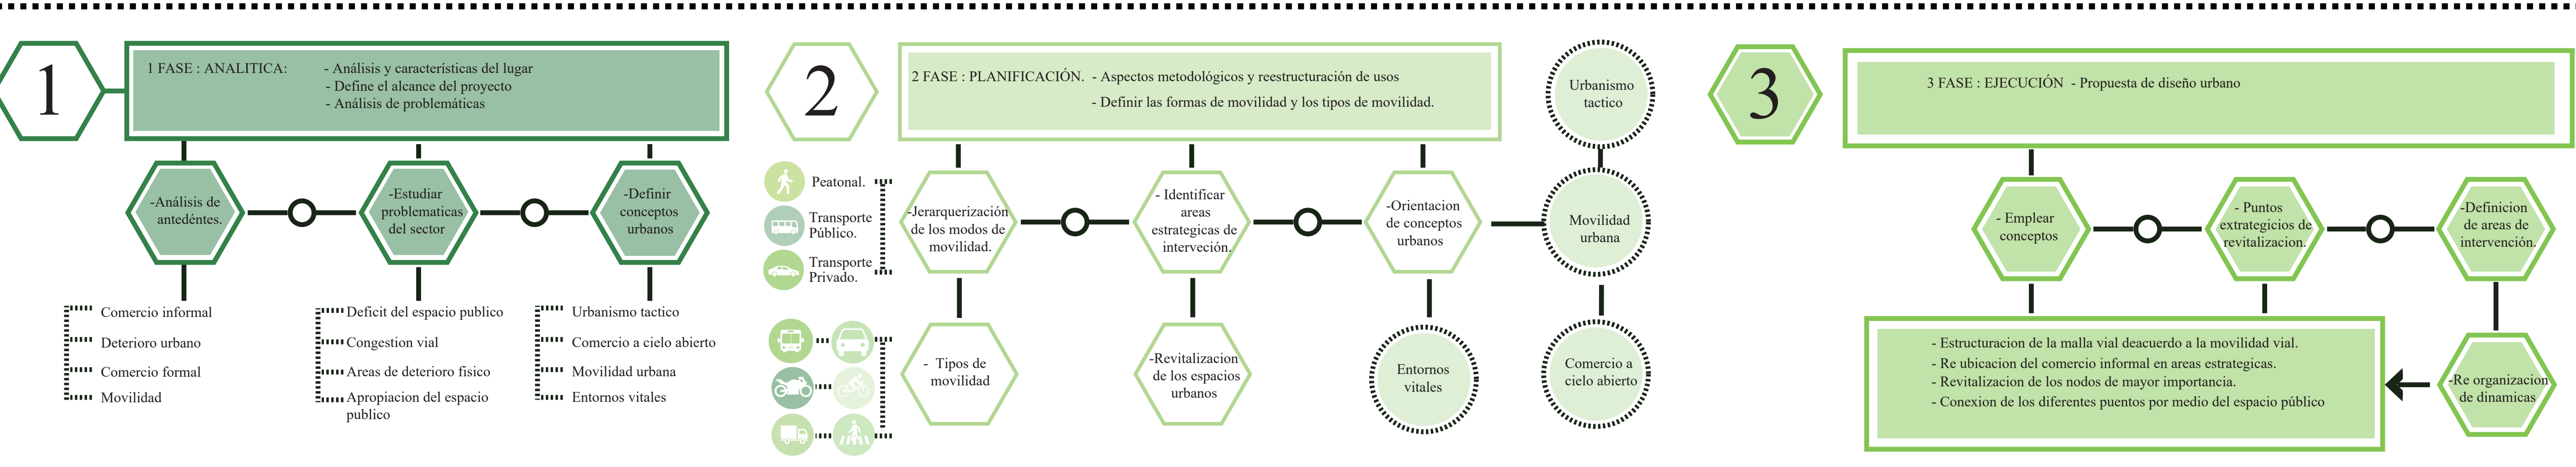 1
1 FASE : ANALITICA:
- Análisis y características del lugar
- Define el alcance del proyecto
- Análisis de problemáticas
-Análisis de
antedéntes.
-Estudiar
problematicas
del sector
-Definir
conceptos
urbanos
Comercio informal
Deterioro urbano
Comercio formal
Movilidad
Deficit del espacio publico
Congestion vial
Areas de deterioro fisico
Apropiacion del espacio
publico
Urbanismo tactico
Comercio a cielo abierto
Movilidad urbana
Entornos vitales
2
2 FASE : PLANIFICACIÓN.
- Aspectos metodológicos y reestructuración de usos
- Definir las formas de movilidad y los tipos de movilidad.
Peatonal.
Transporte
Público.
Transporte
Privado.
-Jerarquerización
de los modos de
movilidad.
- Identificar
areas
estrategicas de
interveción.
-Orientacion
de conceptos
urbanos
- Tipos de
movilidad
-Revitalizacion
de los espacios
urbanos
Entornos
vitales
Urbanismo
tactico
Movilidad
urbana
Comercio a
cielo abierto
3
3 FASE : EJECUCIÓN - Propuesta de diseño urbano
- Emplear
conceptos
- Puntos
extrategicios de
revitalizacion.
-Definicion
de areas de
intervención.
- Estructuracion de la malla vial deacuerdo a la movilidad vial.
- Re ubicacion del comercio informal en areas estrategicas.
- Revitalizacion de los nodos de mayor importancia.
- Conexion de los diferentes puentos por medio del espacio público
-Re organizacion
de dinamicas